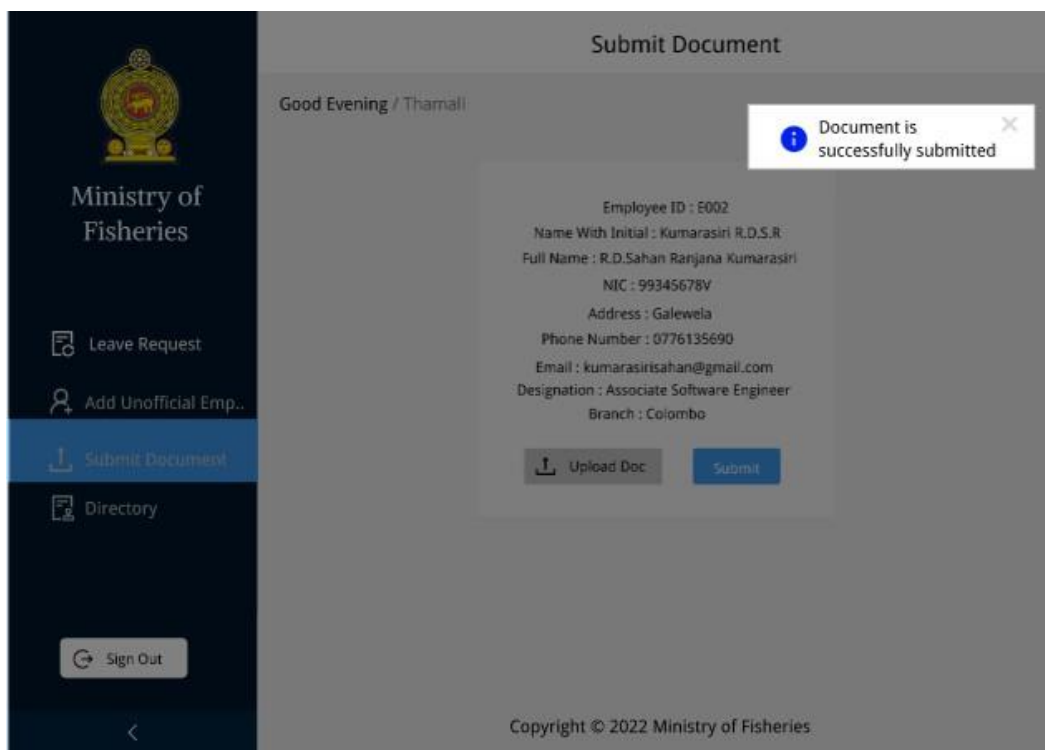 Submit Document
Good Evening / Thamali
Document is
successfully submitted
Ministry of
Fisheries
Leave Request
Add Unofficial Emp..
Submit Document
Directory
Sign Out
Employee ID : E002
Name With Initial : Kumarasiri R.D.S.R
Full Name : R.D.Sahan Ranjana Kumarasiri
NIC : 99345678V
Address : Galewela
Phone Number : 0776135690
Email : kumarasirisahan@gmail.com
Designation : Associate Software Engineer
Branch : Colombo
Upload Doc
Submit
Copyright © 2022 Ministry of Fisheries